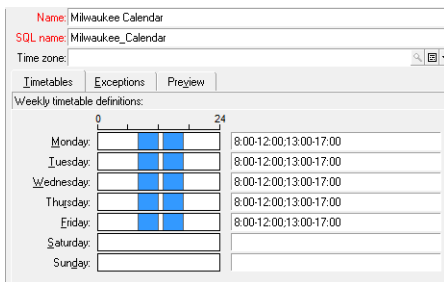 Name: Milwaukee Calendar
SQL name: Milwaukee_Calendar
Time zone:
Timetables Exceptions Preview
Weekly timetable definitions:
0 24
Monday: 8:00-12:00;13:00-17:00
Tuesday: 8:00-12:00;13:00-17:00
Wednesday: 8:00-12:00;13:00-17:00
Thursday: 8:00-12:00;13:00-17:00
Friday: 8:00-12:00;13:00-17:00
Saturday:
Sunday: